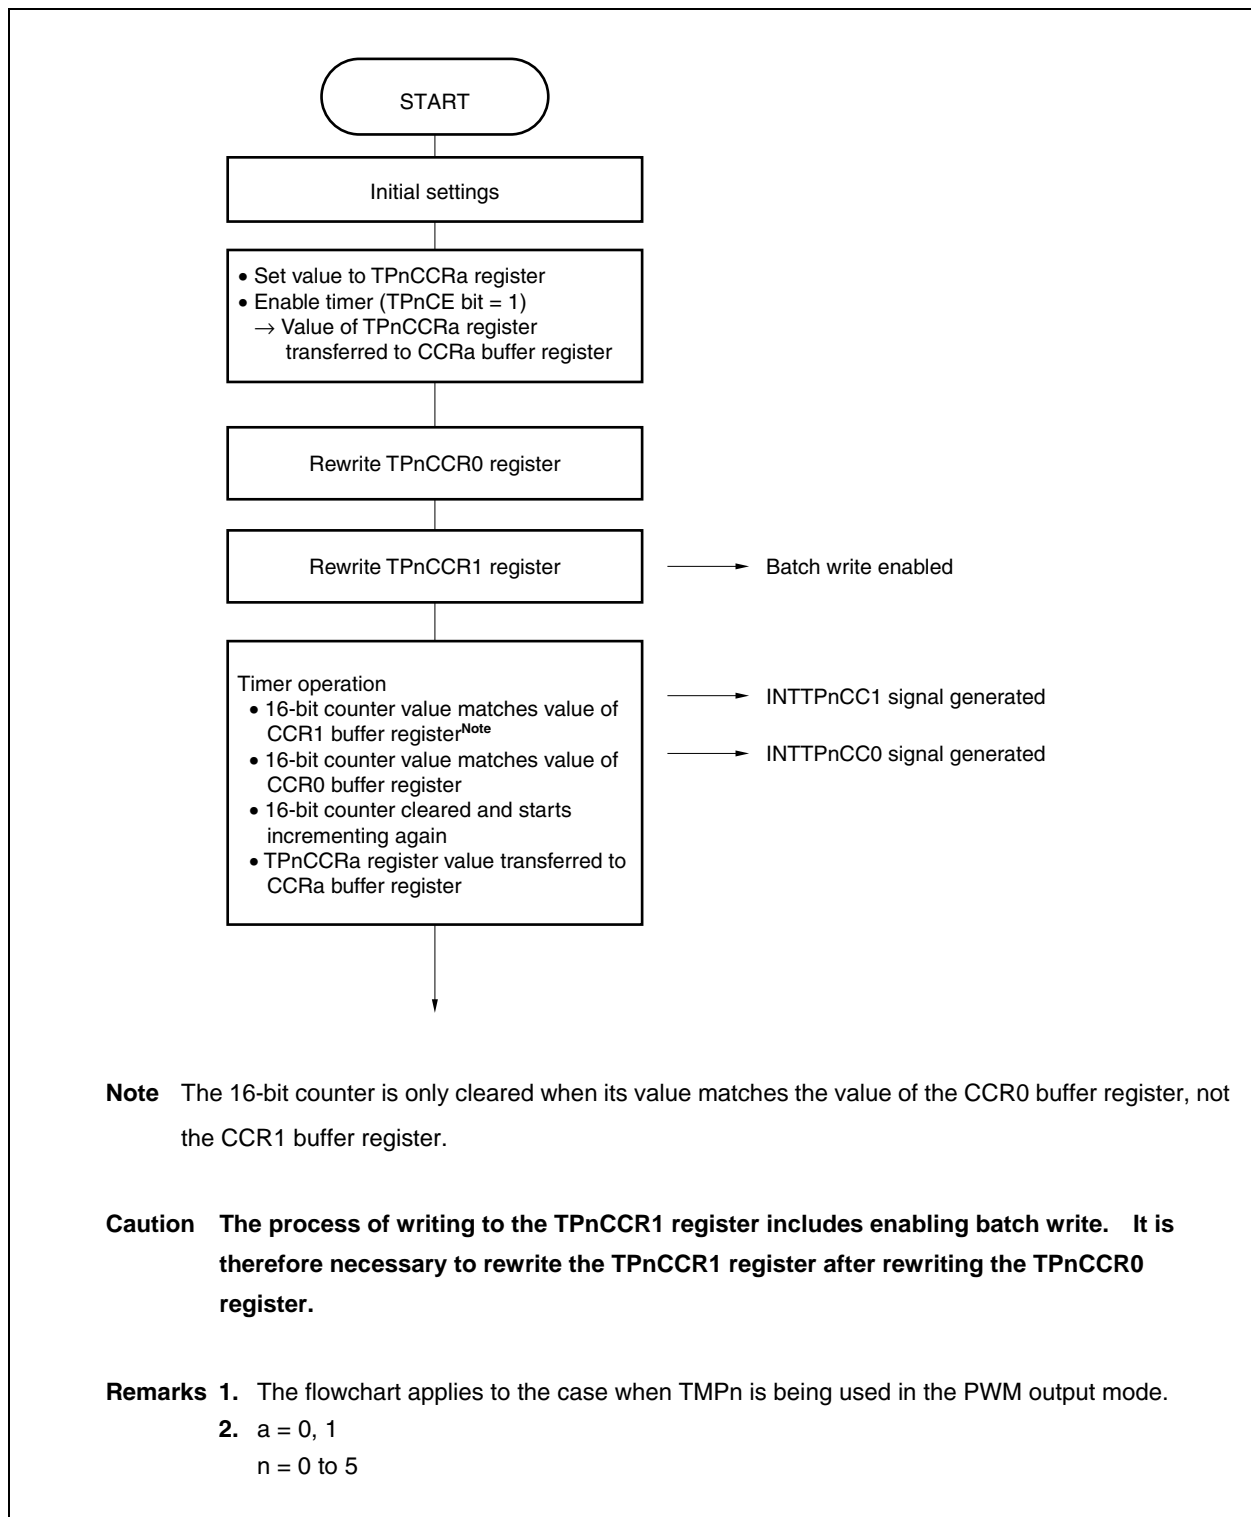 START
Initial settings
• Set value to TPnCCRa register
• Enable timer (TPnCE bit = 1)
→ Value of TPnCCRa register
transferred to CCRa buffer register
Rewrite TPnCCR0 register
Rewrite TPnCCR1 register
Batch write enabled
Timer operation
• 16-bit counter value matches value of
CCR1 buffer registerNote
• 16-bit counter value matches value of
CCR0 buffer register
• 16-bit counter cleared and starts
incrementing again
• TPnCCRa register value transferred to
CCRa buffer register
INTTPnCC1 signal generated
INTTPnCC0 signal generated
Note The 16-bit counter is only cleared when its value matches the value of the CCR0 buffer register, not
the CCR1 buffer register.
Caution The process of writing to the TPnCCR1 register includes enabling batch write. It is
therefore necessary to rewrite the TPnCCR1 register after rewriting the TPnCCR0
register.
Remarks 1. The flowchart applies to the case when TMPn is being used in the PWM output mode.
2. a = 0, 1
n = 0 to 5